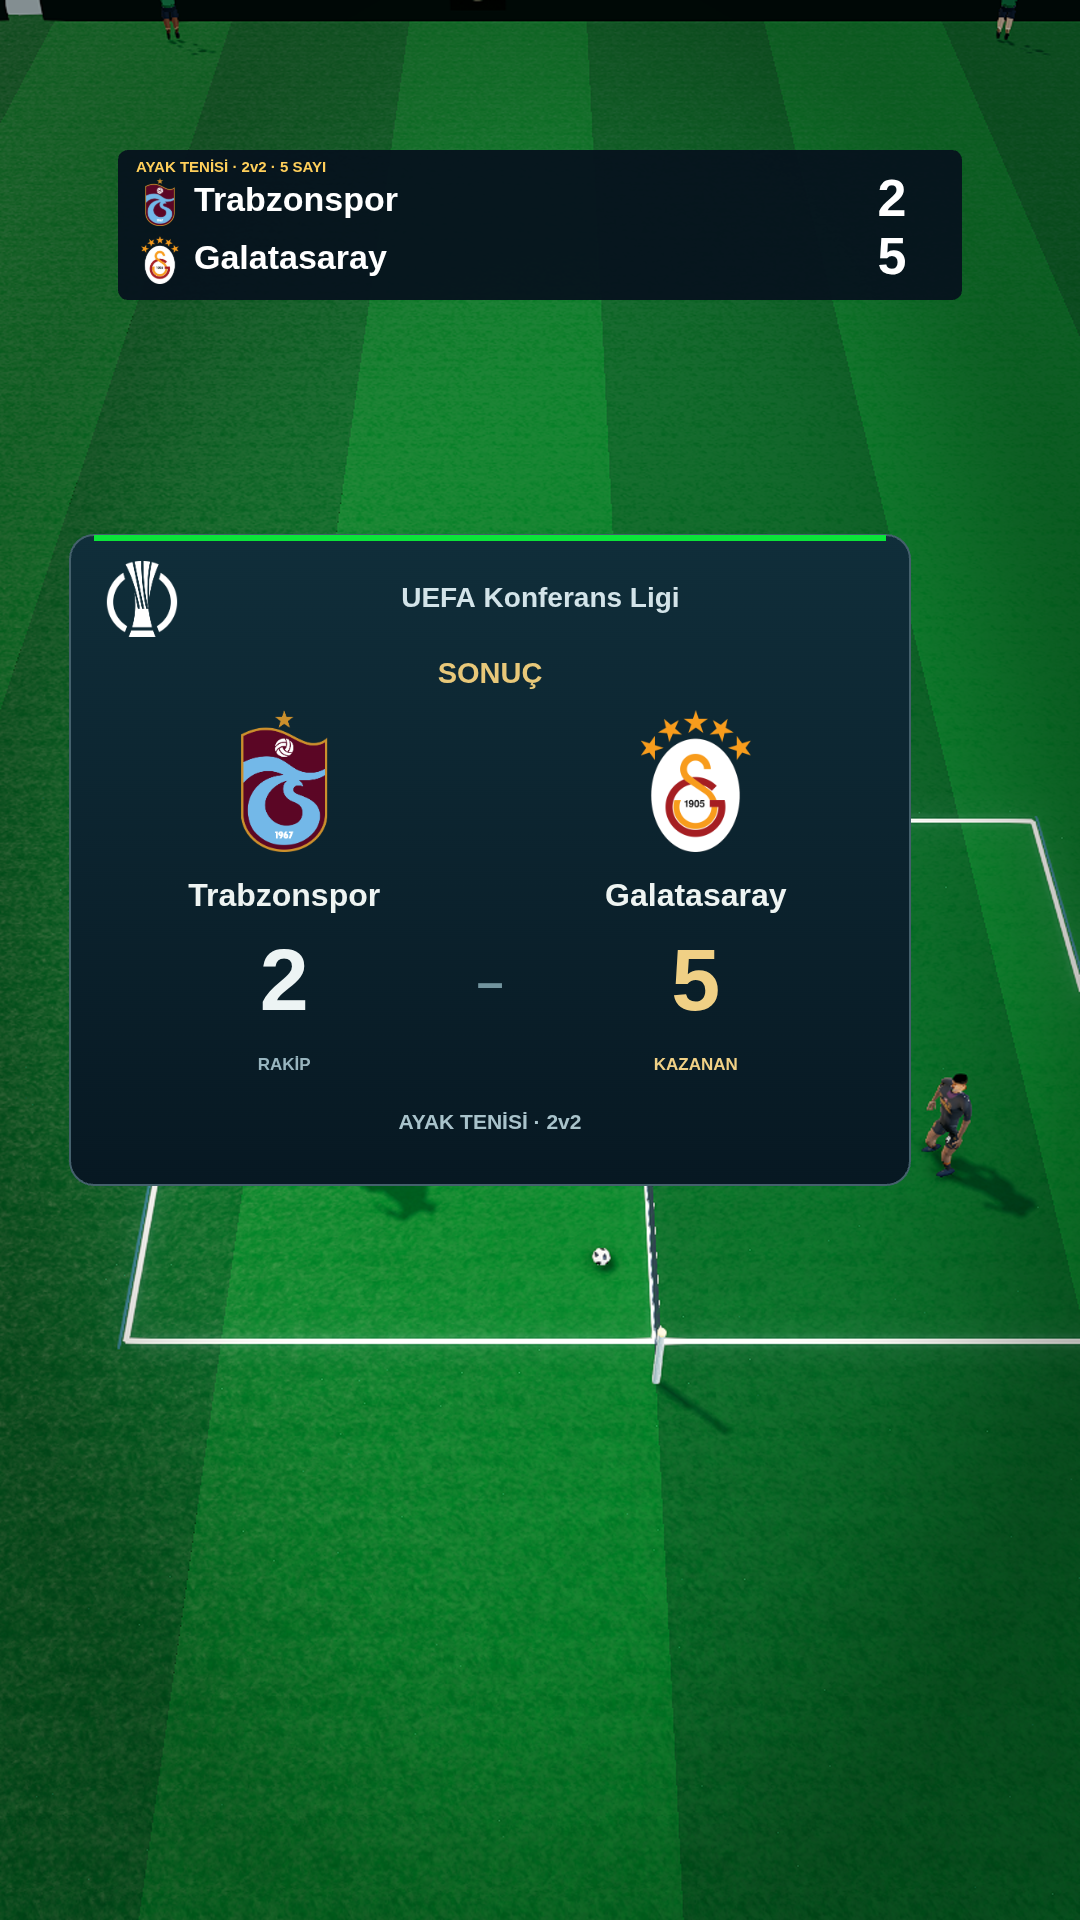 AYAK TENİSİ · 2v2 · 5 SAYI
Trabzonspor 2
Galatasaray 5
UEFA Konferans Ligi
SONUÇ
1967
1905
Trabzonspor
Galatasaray
2 – 5
RAKİP
KAZANAN
AYAK TENİSİ · 2v2